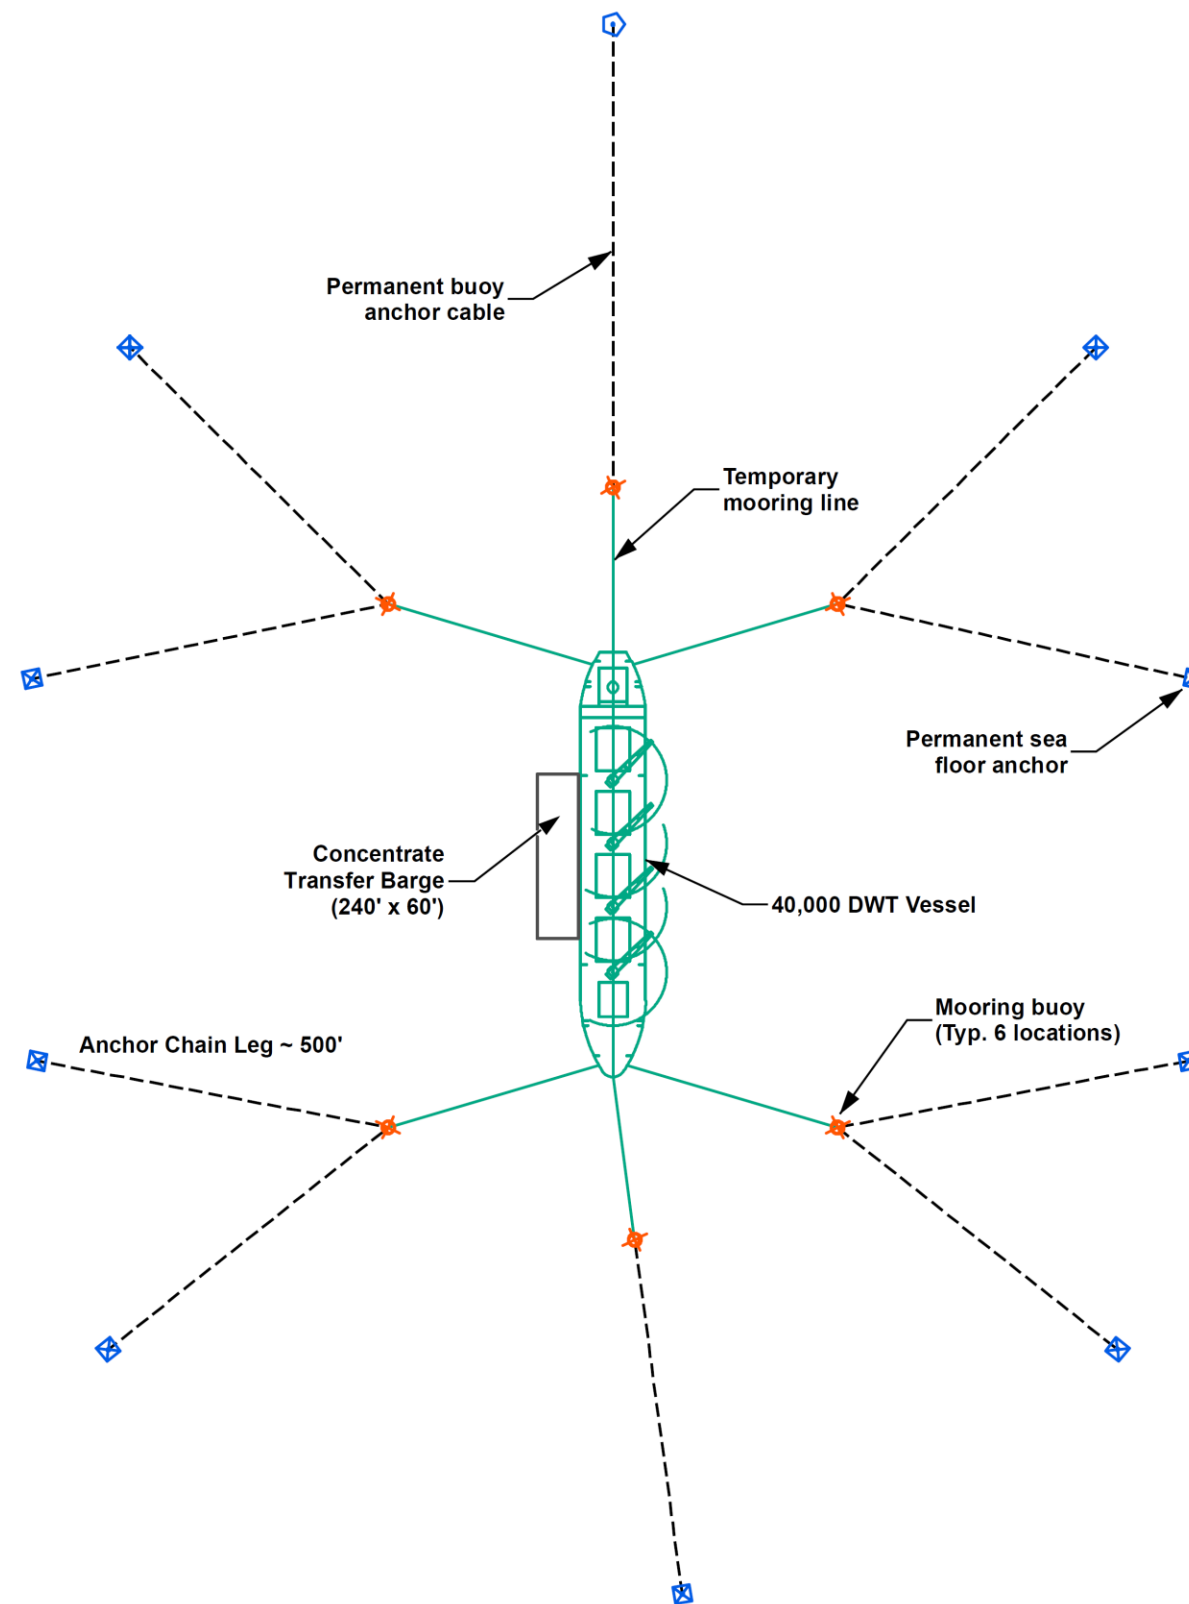 Permanent buoy
anchor cable
Temporary
mooring line
Permanent sea
floor anchor
Concentrate
Transfer Barge
(240' x 60')
40,000 DWT Vessel
Mooring buoy
(Typ. 6 locations)
Anchor Chain Leg ~ 500'